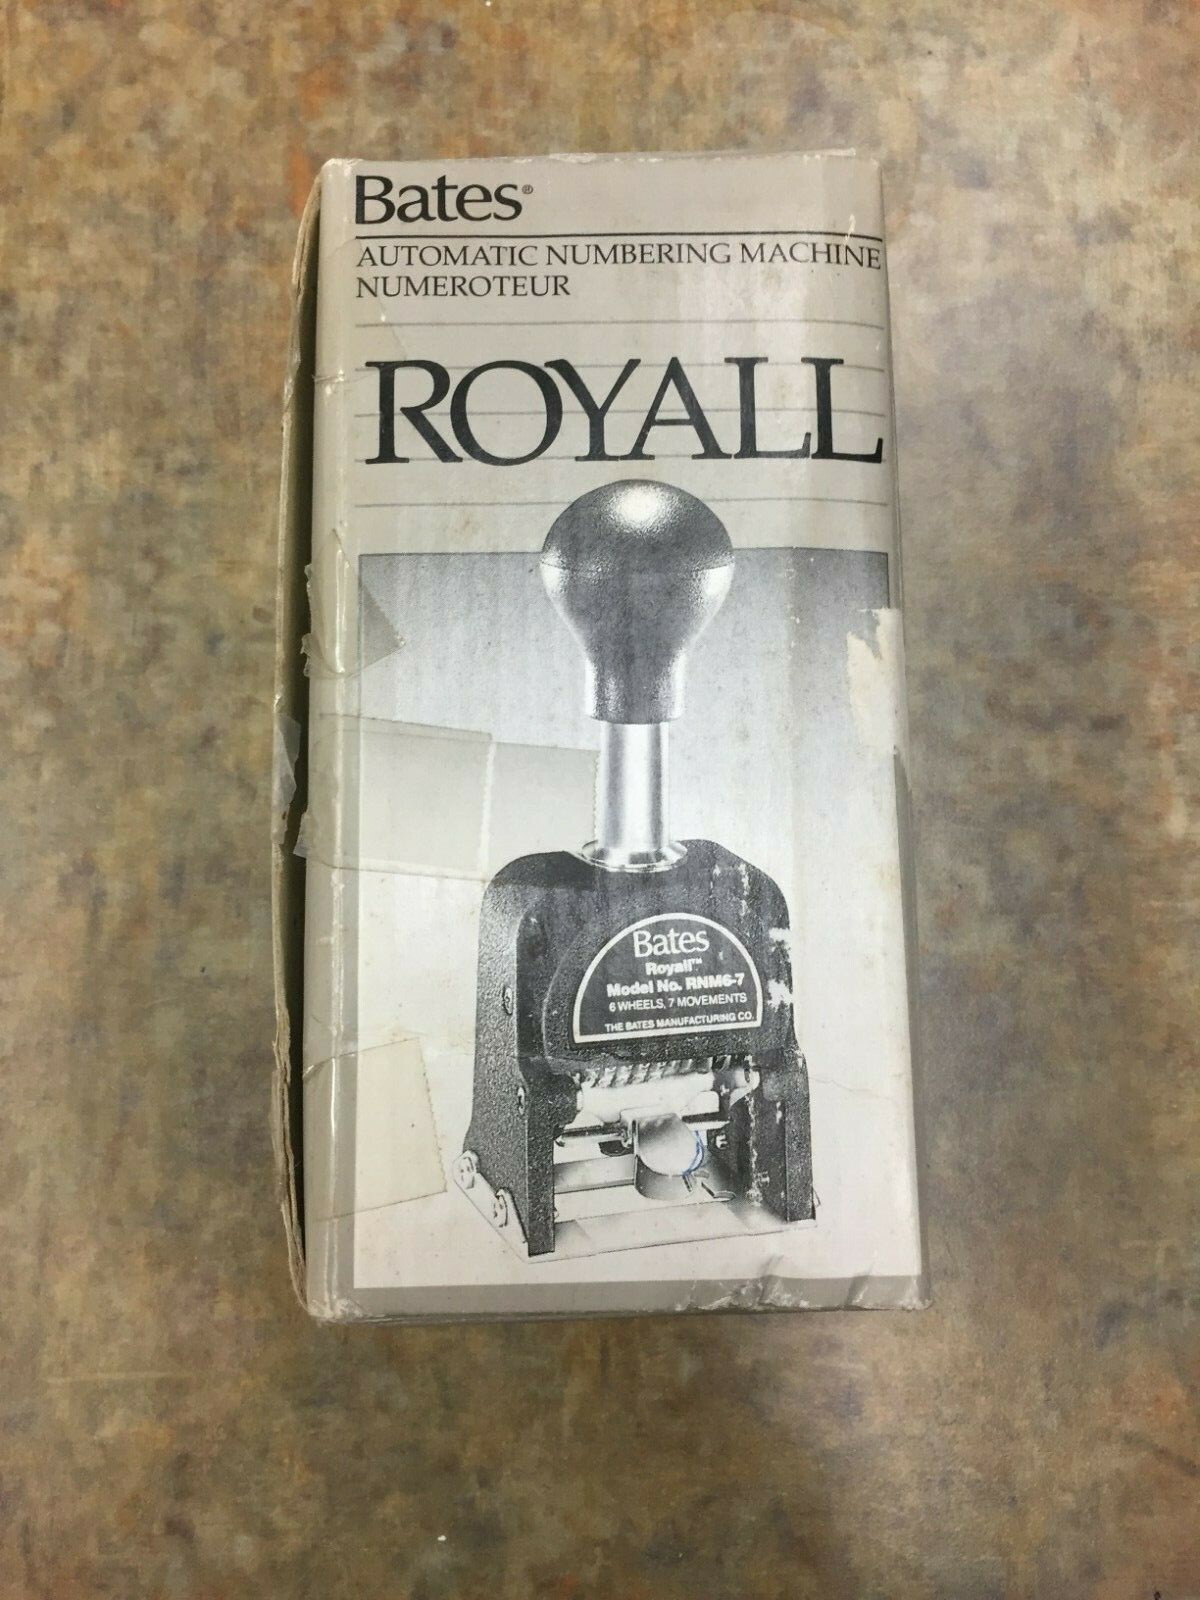 Bates®
AUTOMATIC NUMBERING MACHINE
NUMEROTEUR
ROYALL
Bates
Royall™
Model No. RNM6-7
6 WHEELS, 7 MOVEMENTS
THE BATES MANUFACTURING CO.